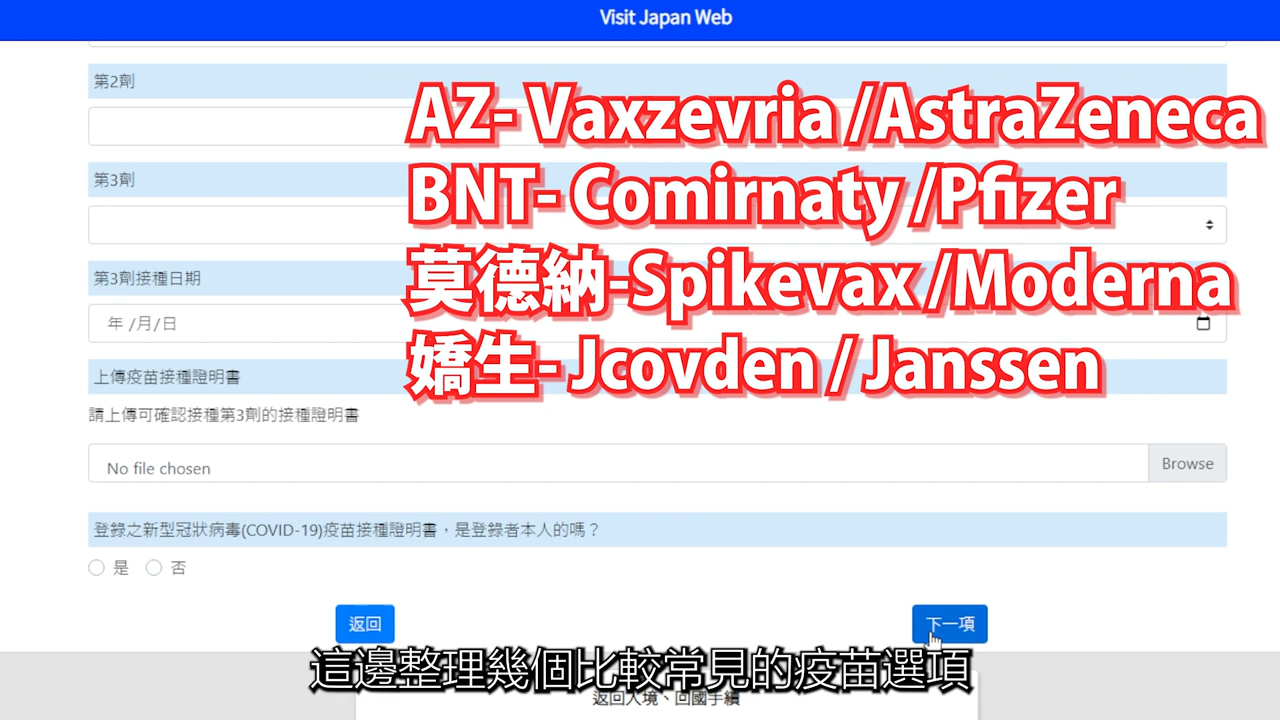 Visit Japan Web
第2劑
AZ- Vaxzevria /AstraZeneca
第3劑
BNT- Comirnaty /Pfizer
第3劑接種日期
莫德納-Spikevax /Moderna
年 /月/日
上傳疫苗接種證明書
嬌生- Jcovden / Janssen
請上傳可確認接種第3劑的接種證明書
No file chosen
Browse
登錄之新型冠狀病毒(COVID-19)疫苗接種證明書，是登錄者本人的嗎？
是 否
返回
下一項
這邊整理幾個比較常見的疫苗選項
返回入境、回國手續